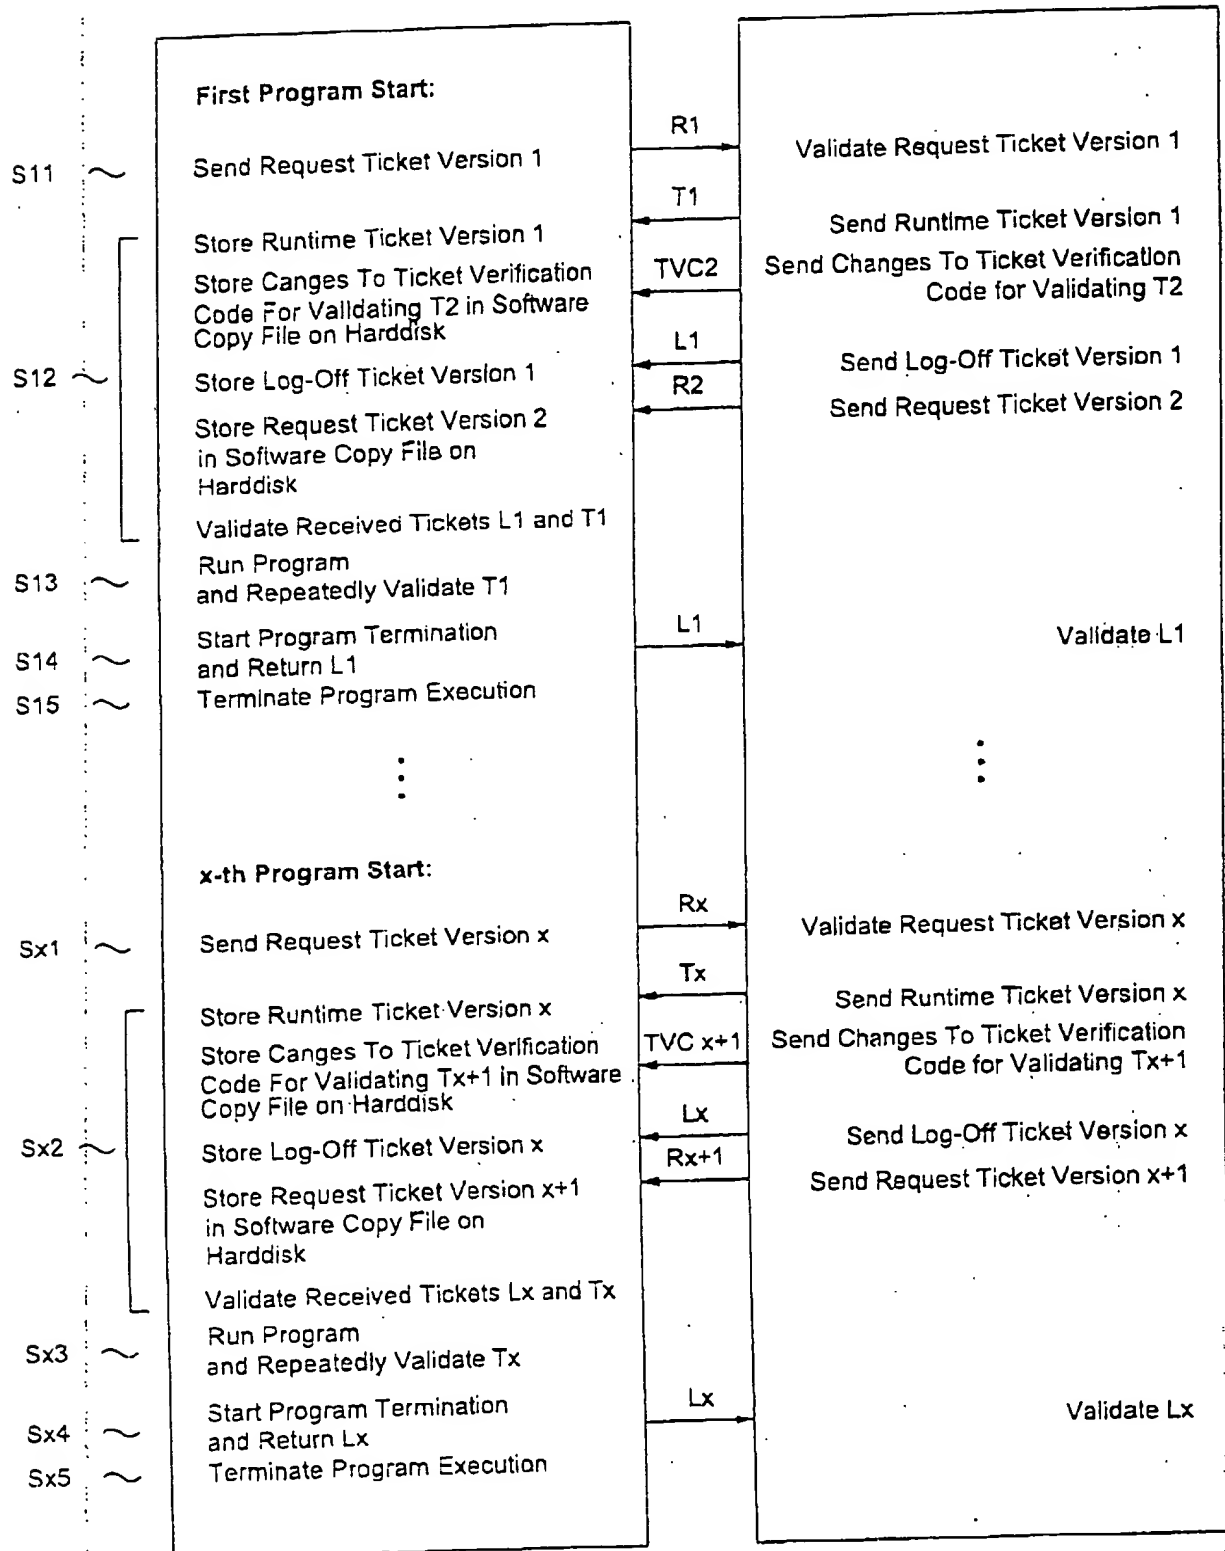 First Program Start:
R1
S11
Send Request Ticket Version 1
Validate Request Ticket Version 1
T1
Store Runtime Ticket Version 1
Send Runtime Ticket Version 1
Store Canges To Ticket Verification
Code For Validating T2 in Software
Copy File on Harddisk
TVC2
Send Changes To Ticket Verification
Code for Validating T2
L1
S12
Store Log-Off Ticket Version 1
Send Log-Off Ticket Version 1
R2
Store Request Ticket Version 2
in Software Copy File on
Harddisk
Send Request Ticket Version 2
Validate Received Tickets L1 and T1
S13
Run Program
and Repeatedly Validate T1
S14
Start Program Termination
and Return L1
L1
Validate L1
S15
Terminate Program Execution
x-th Program Start:
Rx
Sx1
Send Request Ticket Version x
Validate Request Ticket Version x
Tx
Store Runtime Ticket Version x
Send Runtime Ticket Version x
Store Canges To Ticket Verification
Code For Validating Tx+1 in Software
Copy File on Harddisk
TVC x+1
Send Changes To Ticket Verification
Code for Validating Tx+1
Lx
Sx2
Store Log-Off Ticket Version x
Send Log-Off Ticket Version x
Rx+1
Store Request Ticket Version x+1
in Software Copy File on
Harddisk
Send Request Ticket Version x+1
Validate Received Tickets Lx and Tx
Sx3
Run Program
and Repeatedly Validate Tx
Sx4
Start Program Termination
and Return Lx
Lx
Validate Lx
Sx5
Terminate Program Execution